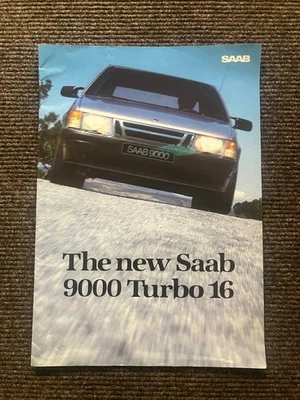 SAAB
SAAB 9000
The new Saab
9000 Turbo 16